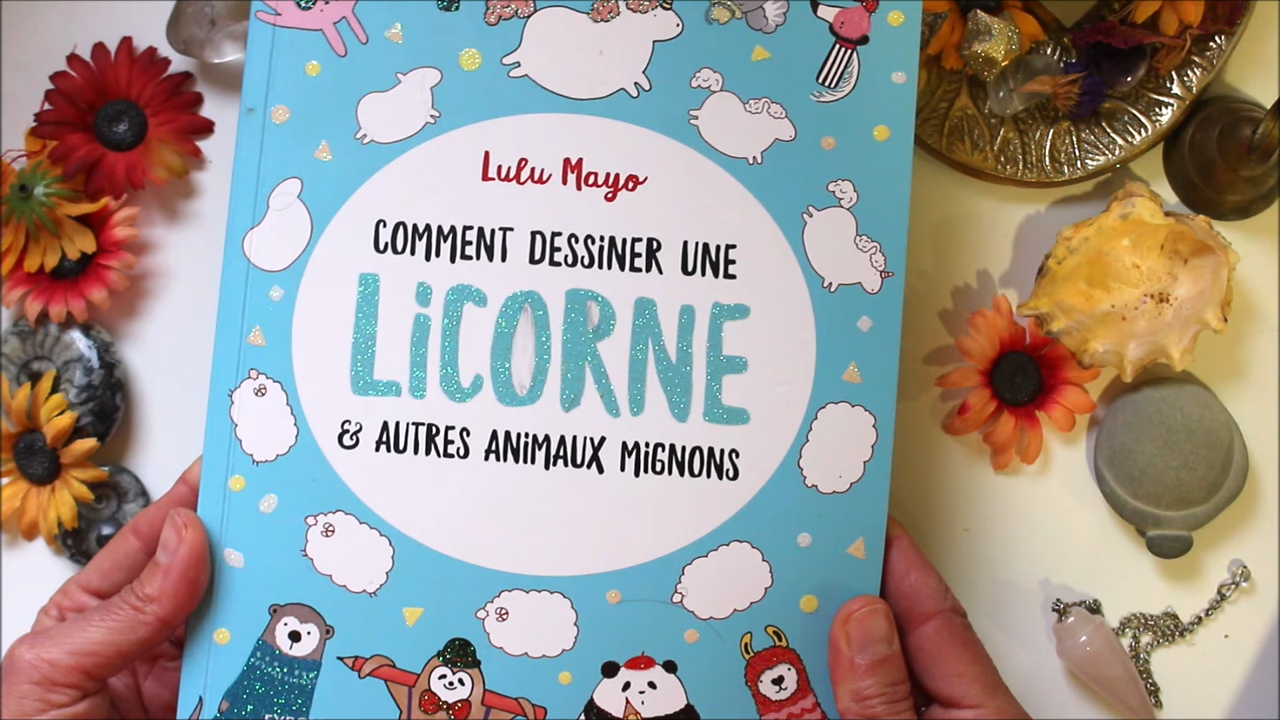 Lulu Mayo
COMMENT DESSiNER UNE
LiCORNE
& AUTRES ANiMAUX MiGNONS